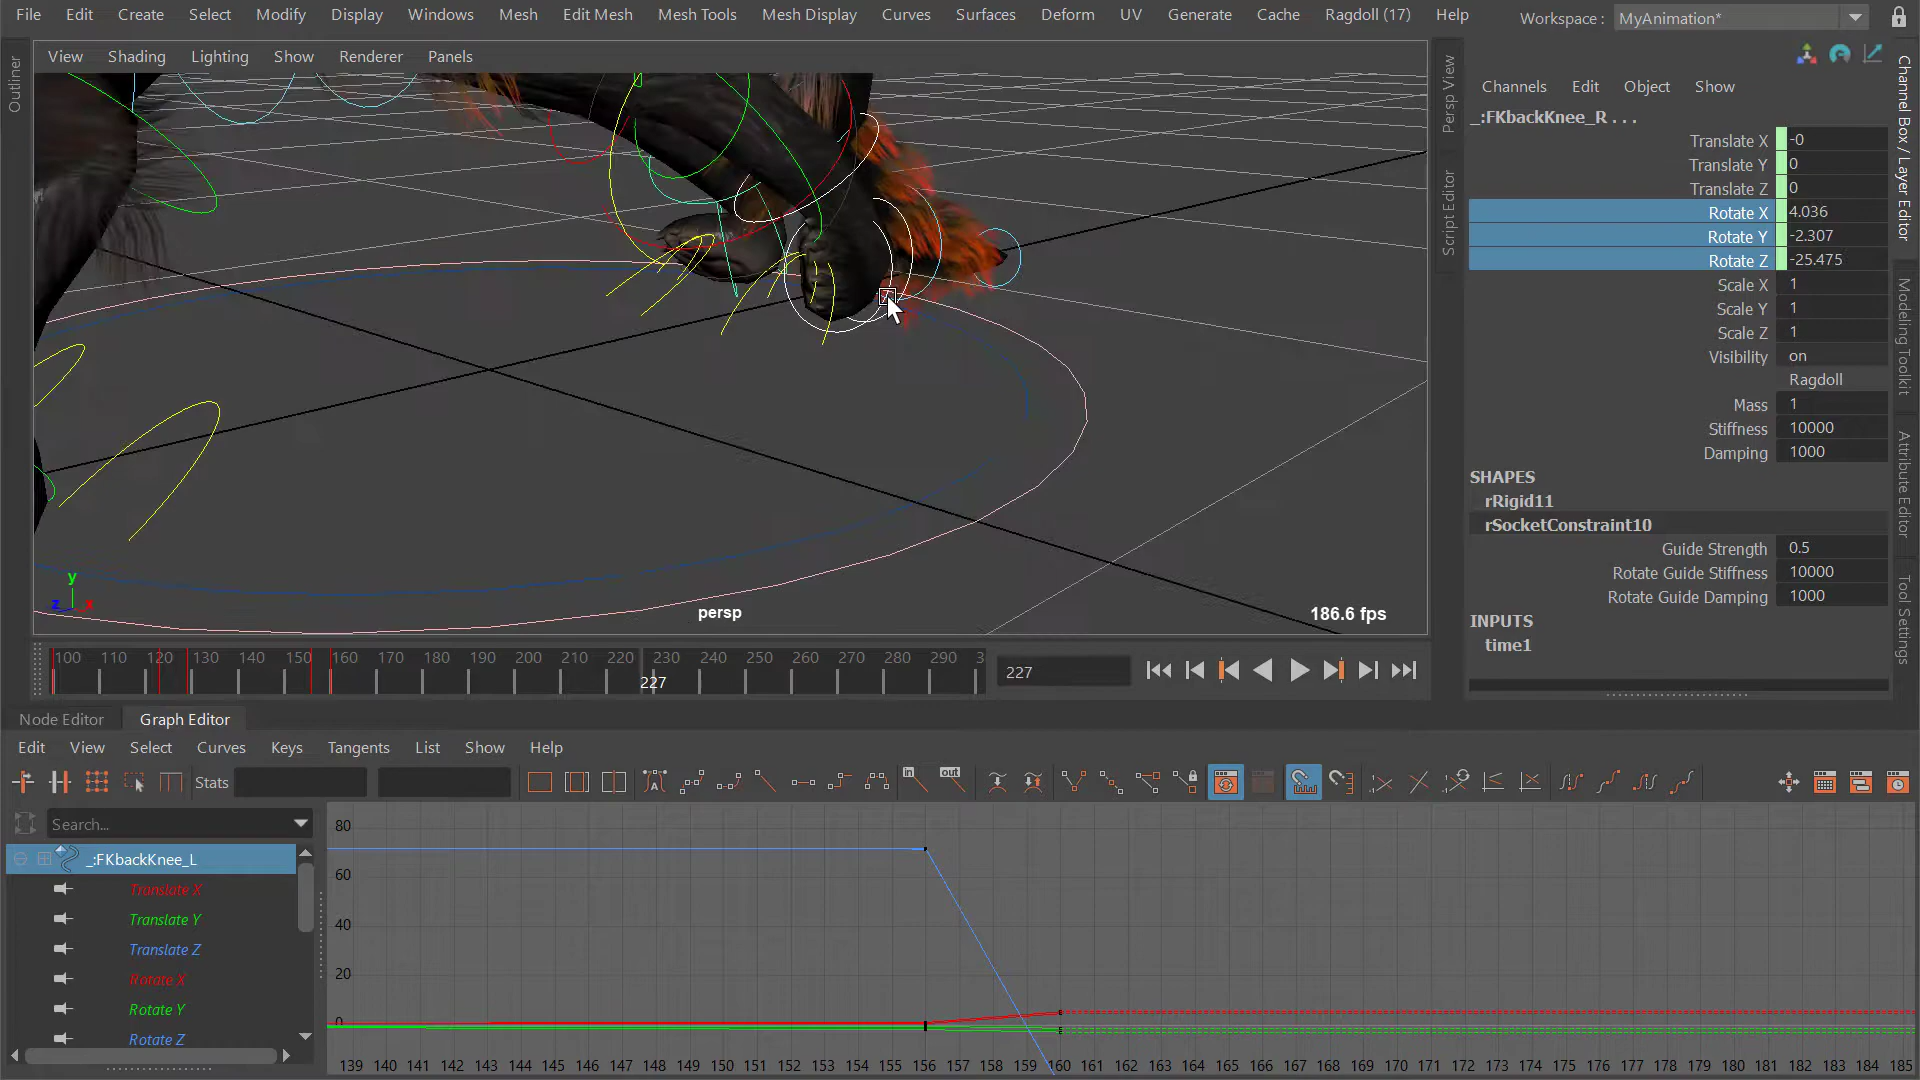 File Edit Create Select Modify Display Windows Mesh Edit Mesh Mesh Tools Mesh Display Curves Surfaces Deform UV Generate Cache Ragdoll (17) Help Workspace : MyAnimation*
View Shading Lighting Show Renderer Panels
Outliner
persp
186.6 fps
y
z x
Persp View
Script Editor
Channels Edit Object Show
_:FKbackKnee_R . . .
Translate X -0
Translate Y 0
Translate Z 0
Rotate X 4.036
Rotate Y -2.307
Rotate Z -25.475
Scale X 1
Scale Y 1
Scale Z 1
Visibility on
Ragdoll
Mass 1
Stiffness 10000
Damping 1000
SHAPES
rRigid11
rSocketConstraint10
Guide Strength 0.5
Rotate Guide Stiffness 10000
Rotate Guide Damping 1000
INPUTS
time1
Channel Box / Layer Editor
Modeling Toolkit
Attribute Editor
Tool Settings
100 110 120 130 140 150 160 170 180 190 200 210 220 230 240 250 260 270 280 290 3
227
227
Node Editor Graph Editor
Edit View Select Curves Keys Tangents List Show Help
Stats
in out
Search...
_:FKbackKnee_L
Translate X
Translate Y
Translate Z
Rotate X
Rotate Y
Rotate Z
80
60
40
20
0
139 140 141 142 143 144 145 146 147 148 149 150 151 152 153 154 155 156 157 158 159 160 161 162 163 164 165 166 167 168 169 170 171 172 173 174 175 176 177 178 179 180 181 182 183 184 185